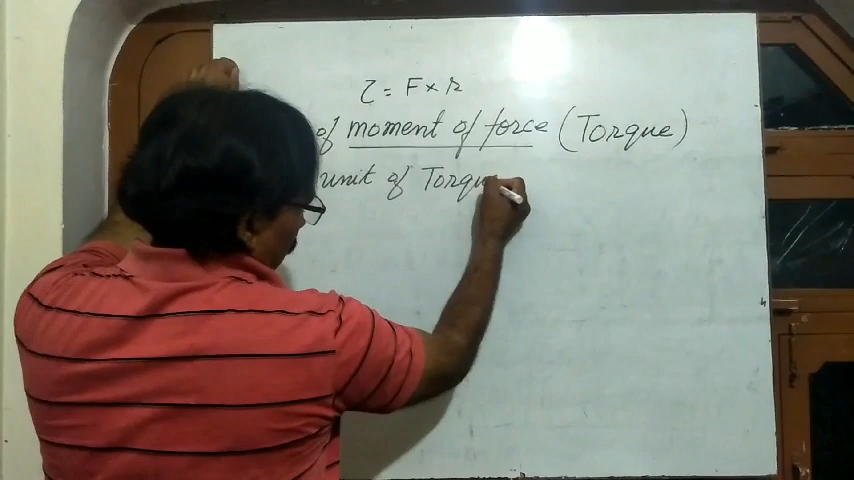 τ = F × r
of moment of force (Torque)
unit of Torqu